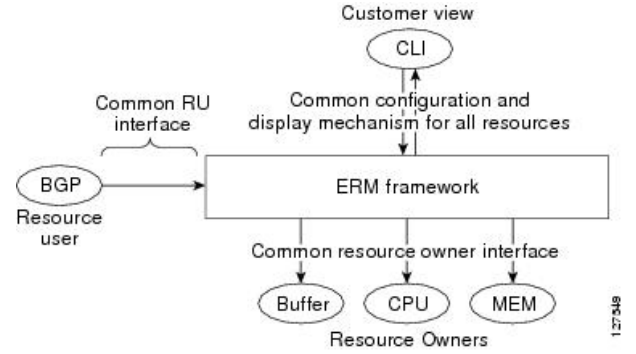 Customer view
CLI
Common RU
interface
Common configuration and
display mechanism for all resources
BGP
ERM framework
Resource
user
Common resource owner interface
Buffer
CPU
MEM
Resource Owners
127549